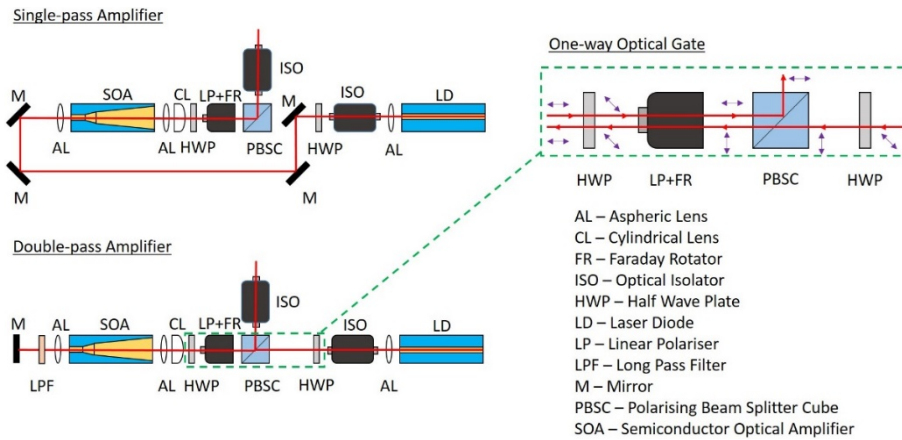 Single-pass Amplifier
ISO
M
SOA
CL
LP+FR
M
ISO
LD
AL
AL
HWP
PBSC
HWP
AL
M
M
Double-pass Amplifier
ISO
M
AL
SOA
CL
LP+FR
ISO
LD
LPF
AL
HWP
PBSC
HWP
AL
One-way Optical Gate
HWP
LP+FR
PBSC
HWP
AL – Aspheric Lens
CL – Cylindrical Lens
FR – Faraday Rotator
ISO – Optical Isolator
HWP – Half Wave Plate
LD – Laser Diode
LP – Linear Polariser
LPF – Long Pass Filter
M – Mirror
PBSC – Polarising Beam Splitter Cube
SOA – Semiconductor Optical Amplifier